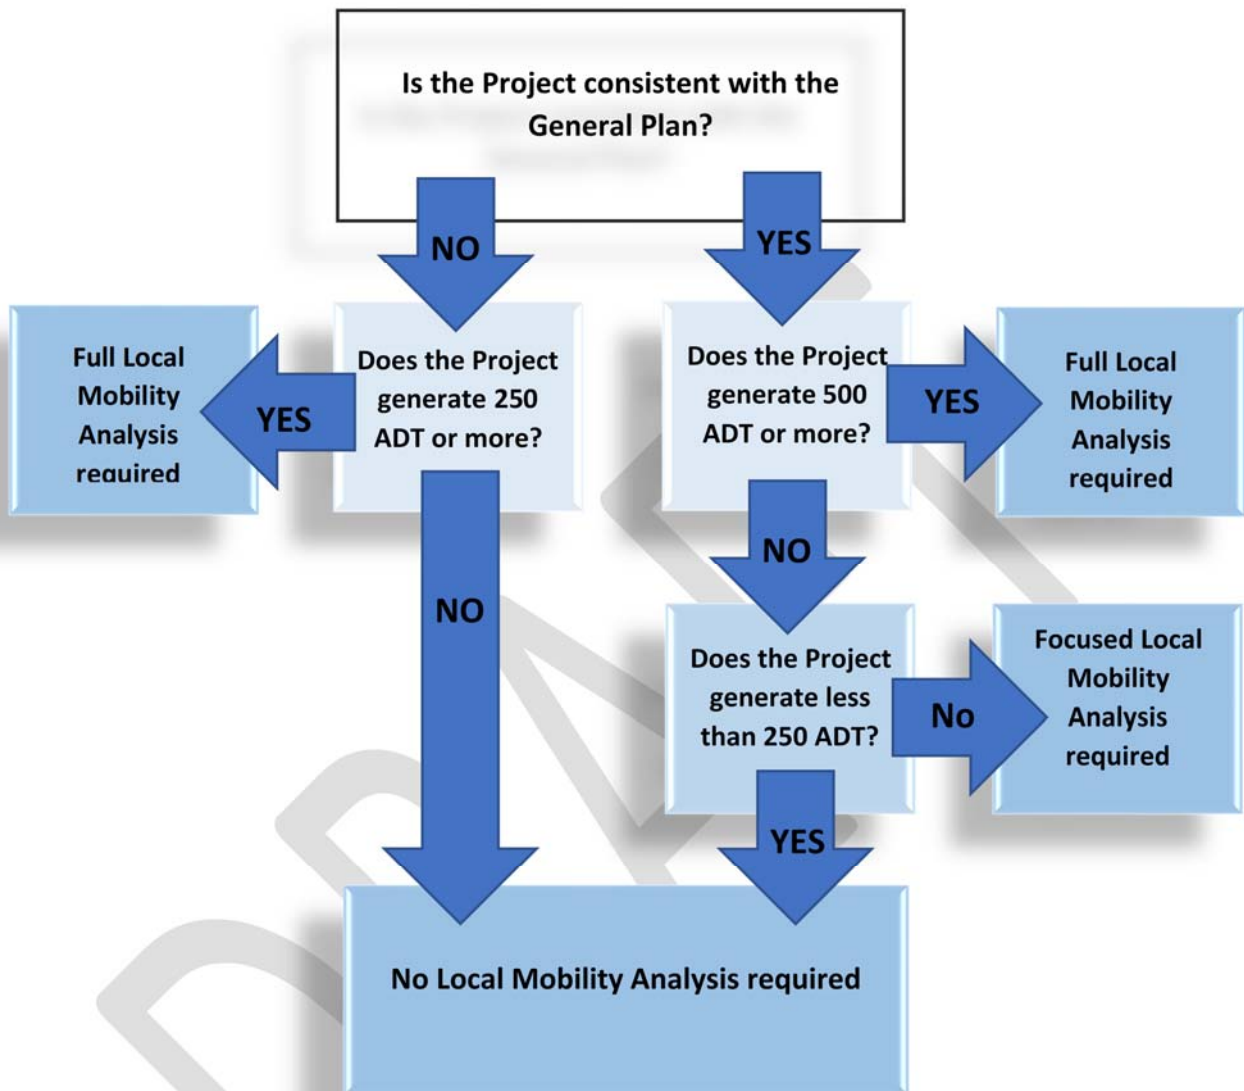 Is the Project consistent with the
General Plan?
NO
YES
Full Local
Mobility
Analysis
required
YES
Does the Project
generate 250
ADT or more?
Does the Project
generate 500
ADT or more?
YES
Full Local
Mobility
Analysis
required
NO
NO
Does the Project
generate less
than 250 ADT?
No
Focused Local
Mobility
Analysis
required
YES
No Local Mobility Analysis required